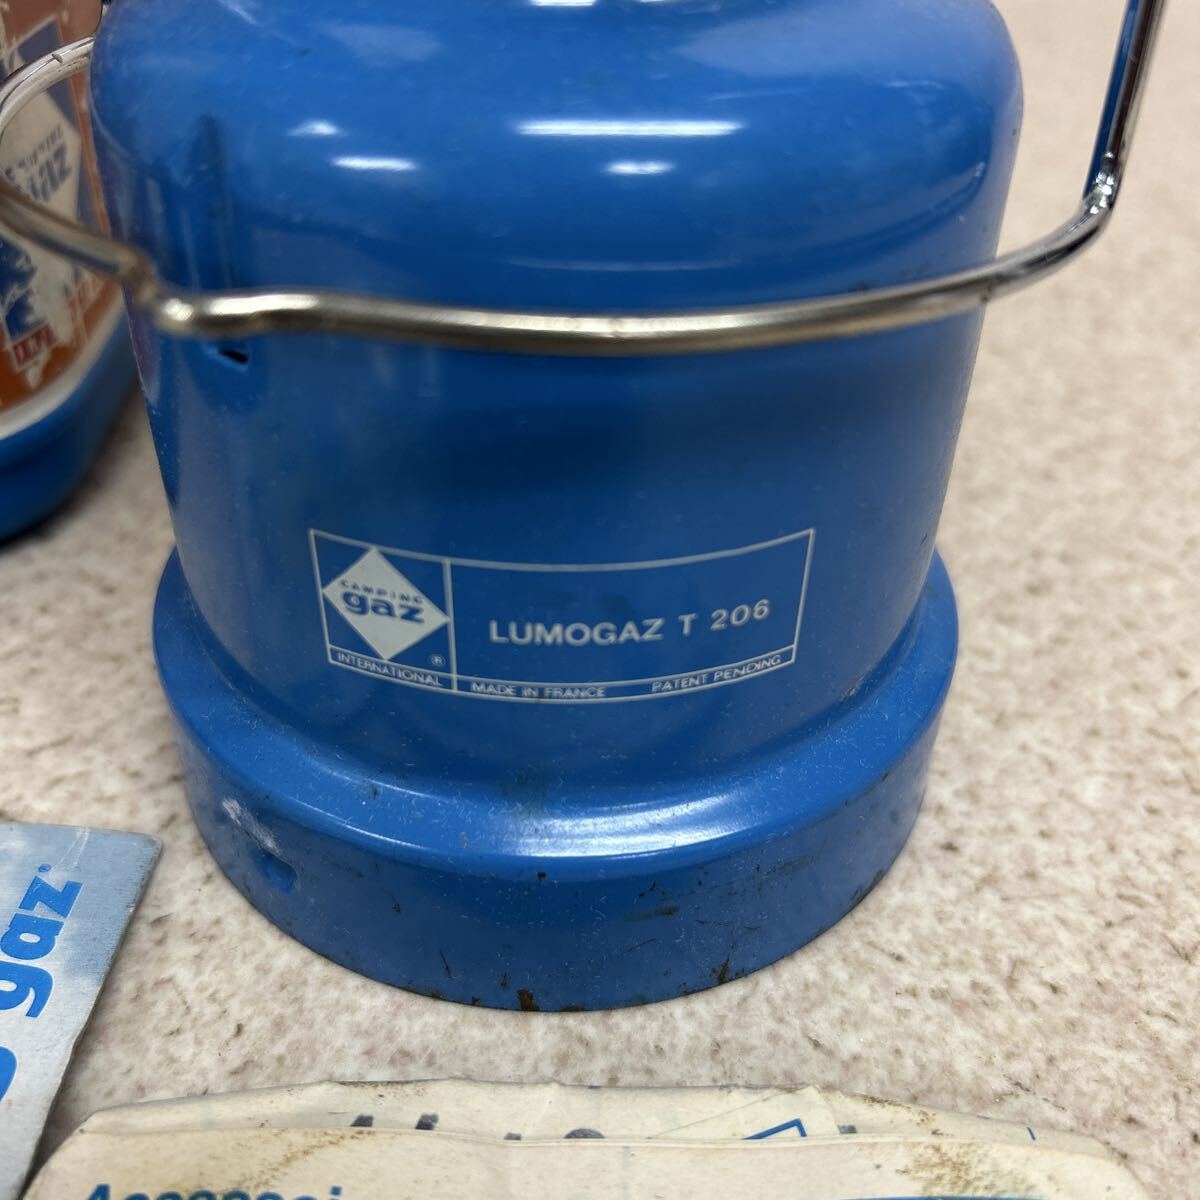 CAMPING
gaz
®
INTERNATIONAL
LUMOGAZ T 206
MADE IN FRANCE PATENT PENDING
gaz®